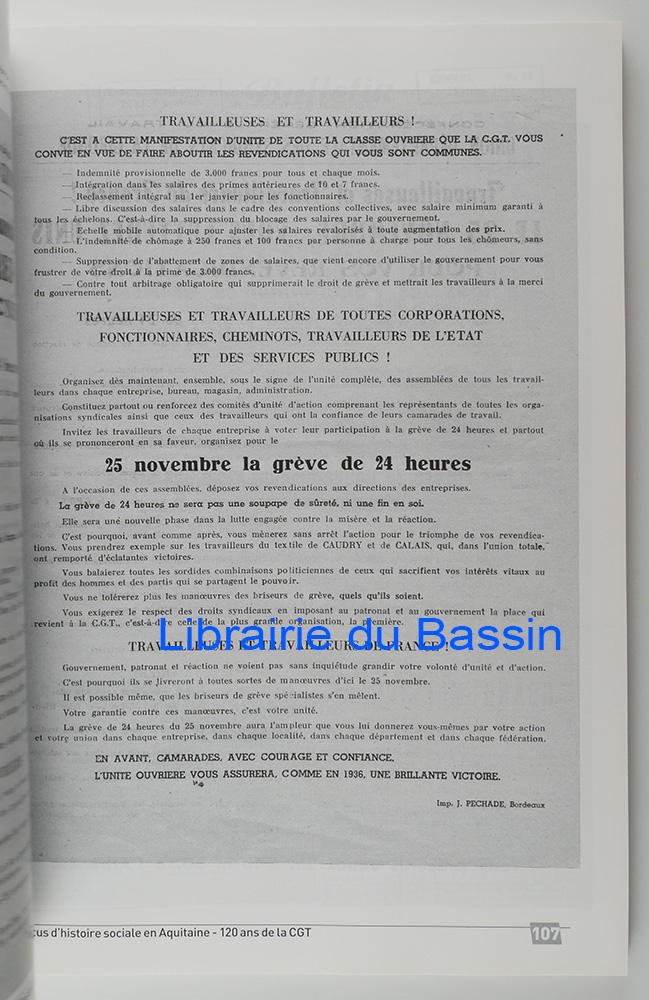 TRAVAILLEUSES ET TRAVAILLEURS !
C'EST A CETTE MANIFESTATION D'UNITE DE TOUTE LA CLASSE OUVRIERE QUE LA C.G.T. VOUS
CONVIE EN VUE DE FAIRE ABOUTIR LES REVENDICATIONS QUI VOUS SONT COMMUNES.
— Indemnité provisionelle de 3.000 francs pour tous et chaque mois.
— Intégration dans les salaires des primes antérieures de 10 et 7 francs.
— Reclassement intégral au 1er janvier pour les fonctionnaires.
— Libre discussion des salaires dans le cadre des conventions collectives, avec salaire minimum garanti à
tous les échelons. C'est-à-dire la suppression du blocage des salaires par le gouvernement.
— Echelle mobile automatique pour ajuster les salaires revalorisés à toute augmentation des prix.
— L'indemnité de chômage à 250 francs et 100 francs par personne à charge pour tous les chômeurs, sans
condition.
— Suppression de l'abattement de zones de salaires, que vient encore d'utiliser le gouvernement pour vous
frustrer de votre droit à la prime de 3.000 francs.
— Contre tout arbitrage obligatoire qui supprimerait le droit de grève et mettrait les travailleurs à la merci
du gouvernement.
TRAVAILLEUSES ET TRAVAILLEURS DE TOUTES CORPORATIONS,
FONCTIONNAIRES, CHEMINOTS, TRAVAILLEURS DE L'ETAT
ET DES SERVICES PUBLICS !
Organisez dès maintenant, ensemble, sous le signe de l'unité complète, des assemblées de tous les travail-
leurs dans chaque entreprise, bureau, magasin, administration.
Constituez partout ou renforcez des comités d'unité d'action comprenant les représentants de toutes les orga-
nisations syndicales ainsi que ceux des travailleurs qui ont la confiance de leurs camarades de travail.
Invitez les travailleurs de chaque entreprise à voter leur participation à la grève de 24 heures et partout
où ils se prononceront en sa faveur, organisez pour le
25 novembre la grève de 24 heures
A l'occasion de ces assemblées, déposez vos revendications aux directions des entreprises.
La grève de 24 heures ne sera pas une soupape de sûreté, ni une fin en soi.
Elle sera une nouvelle phase dans la lutte engagée contre la misère et la réaction.
C'est pourquoi, avant comme après, vous mènerez sans arrêt l'action pour le triomphe de vos revendica-
tions. Vous prendrez exemple sur les travailleurs du textile de CAUDRY et de CALAIS, qui, dans l'union totale,
ont remporté d'éclatantes victoires.
Vous balaierez toutes les sordides combinaisons politiciennes de ceux qui sacrifient vos intérêts vitaux au
profit des hommes et des partis qui se partagent le pouvoir.
Vous ne tolérerez plus les manœuvres des briseurs de grève, quels qu'ils soient.
Vous exigerez le respect des droits syndicaux en imposant au patronat et au gouvernement la place qui
revient à la C.G.T., c'est-à-dire celle de la plus grande organisation, la première.
Librairie du Bassin
TRAVAILLEUSES ET TRAVAILLEURS DE FRANCE !
Gouvernement, patronat et réaction ne voient pas sans inquiétude grandir votre volonté d'unité et d'action.
C'est pourquoi ils se livreront à toutes sortes de manœuvres d'ici le 25 novembre.
Il est possible même, que les briseurs de grève spécialistes s'en mêlent.
Votre garantie contre ces manœuvres, c'est votre unité.
La grève de 24 heures du 25 novembre aura l'ampleur que vous lui donnerez vous-mêmes par votre action
et votre union dans chaque entreprise, dans chaque localité, dans chaque département et dans chaque fédération.
EN AVANT, CAMARADES, AVEC COURAGE ET CONFIANCE.
L'UNITE OUVRIERE VOUS ASSURERA, COMME EN 1936, UNE BRILLANTE VICTOIRE.
Imp. J. PECHADE, Bordeaux
d'histoire sociale en Aquitaine - 120 ans de la CGT
107